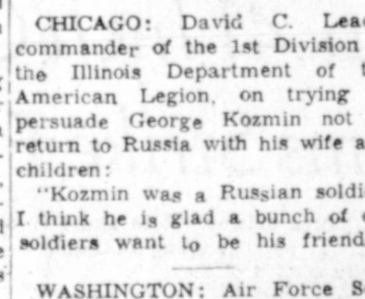 CHICAGO: David C. Lea
commander of the 1st Division
the Illinois Department of t
American Legion, on trying
persuade George Kozmin not
return to Russia with his wife a
children:
"Kozmin was a Russian soldi
I think he is glad a bunch of
soldiers want to be his friend
WASHINGTON: Air Force S